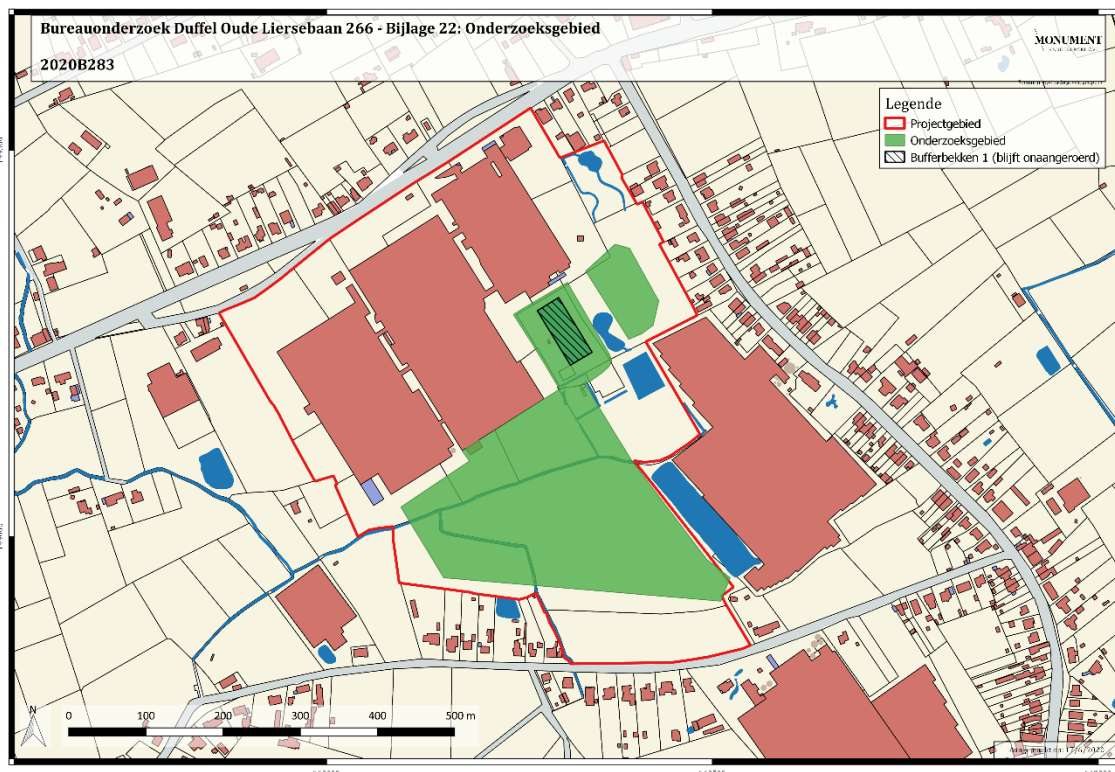 Bureauonderzoek Duffel Oude Liersebaan 266 - Bijlage 22: Onderzoeksgebied
2020B283
MONUMENT
Legende
Projectgebied
Onderzoeksgebied
Bufferbekken 1 (blijft onaangeroerd)
N
0 100 200 300 400 500 m